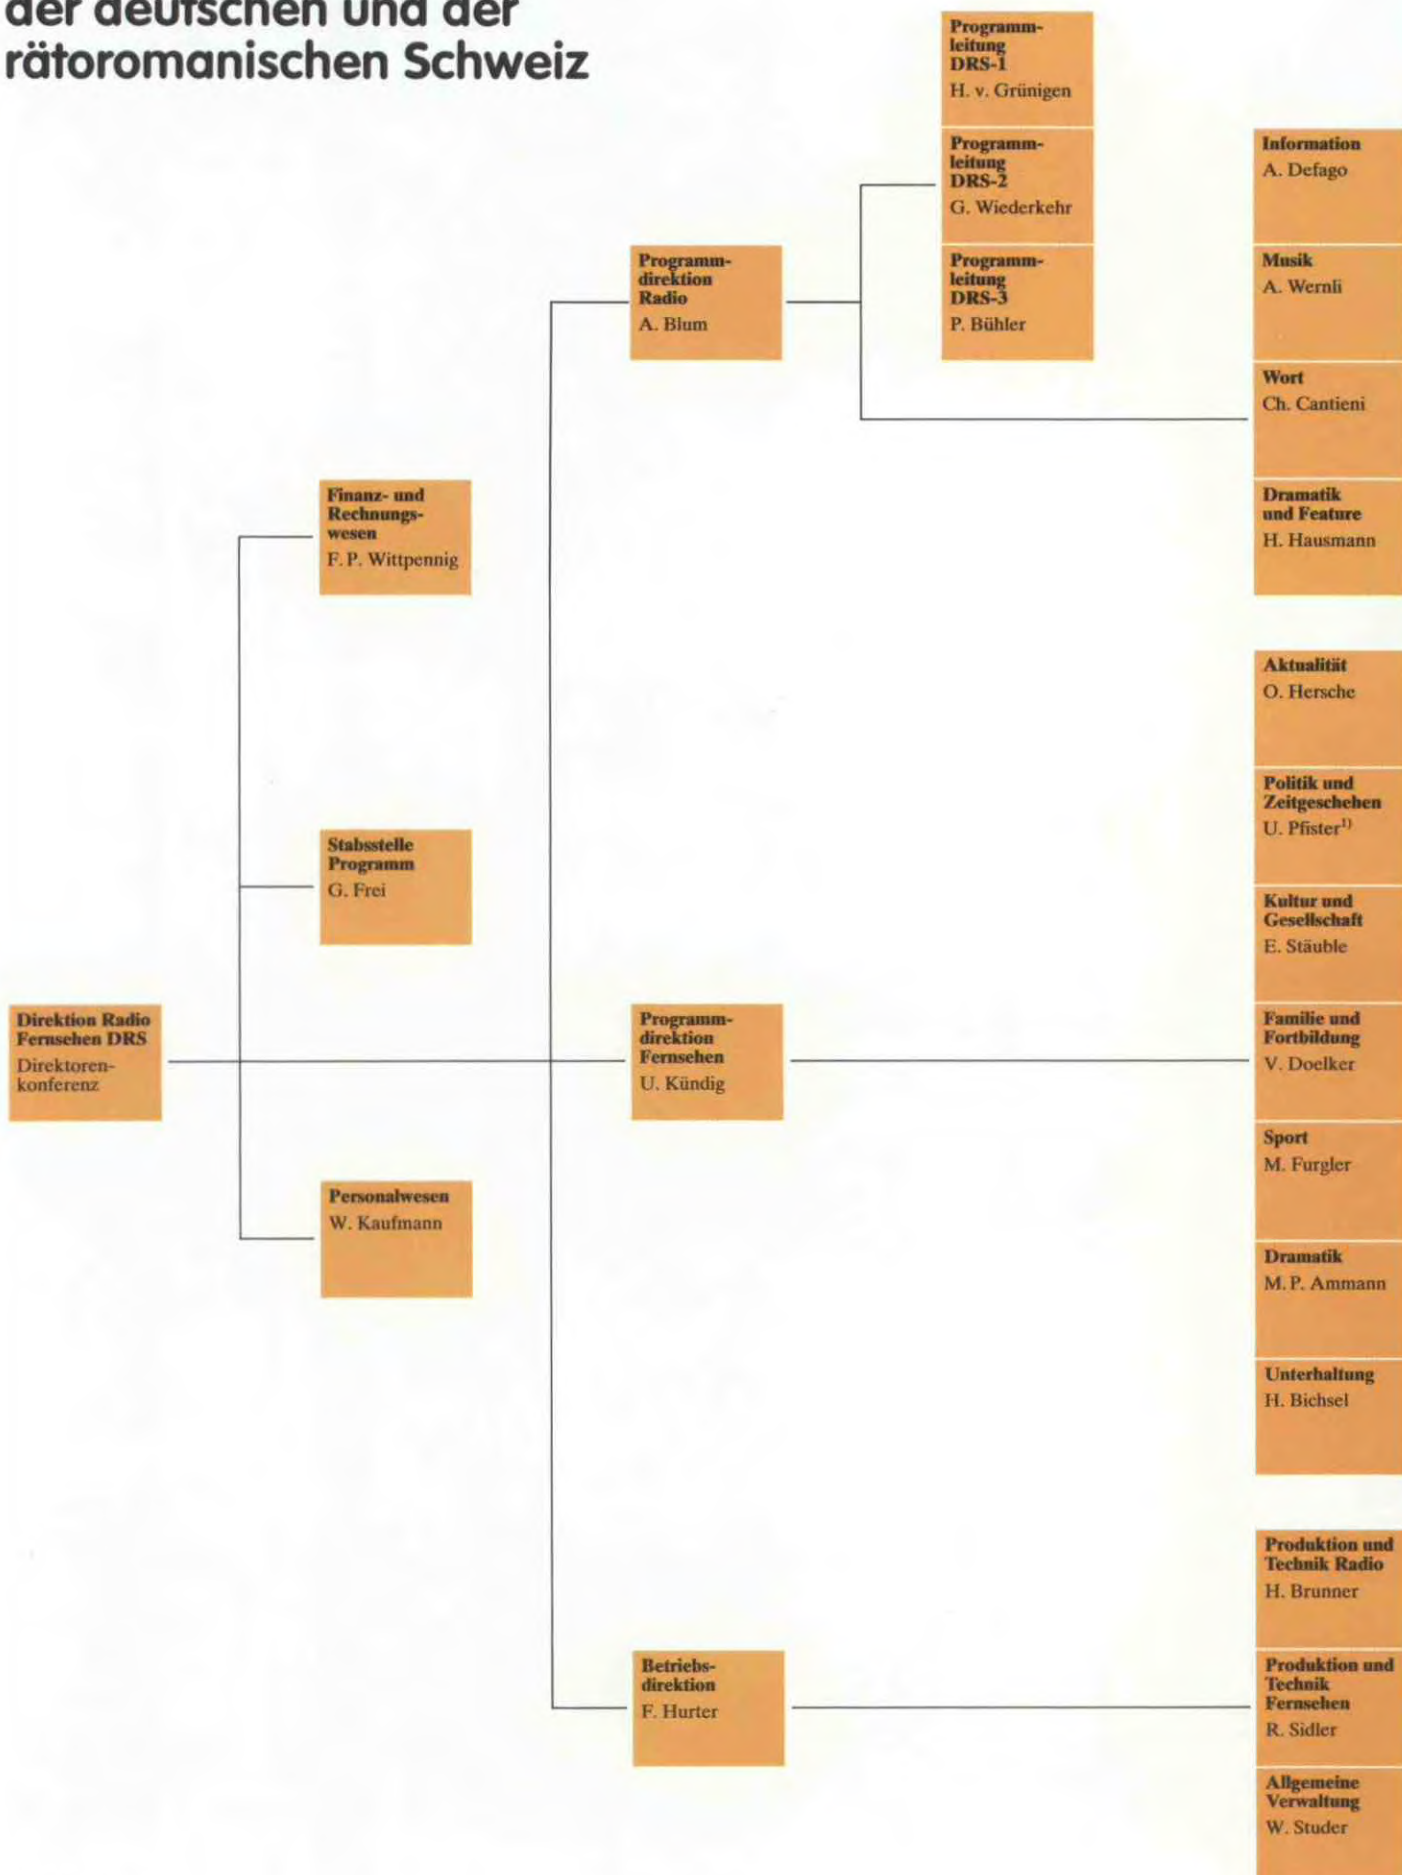 der deutschen und der
rätoromanischen Schweiz
Programm-
leitung
DRS-1
H. v. Grünigen
Programm-
leitung
DRS-2
G. Wiederkehr
Programm-
leitung
DRS-3
P. Bühler
Programm-
direktion
Radio
A. Blum
Information
A. Defago
Musik
A. Wernli
Wort
Ch. Cantieni
Dramatik
und Feature
H. Hausmann
Finanz- und
Rechnungs-
wesen
F. P. Wittpennig
Stabsstelle
Programm
G. Frei
Direktion Radio
Fernsehen DRS
Direktoren-
konferenz
Personalwesen
W. Kaufmann
Programm-
direktion
Fernsehen
U. Kündig
Aktualität
O. Hersche
Politik und
Zeitgeschehen
U. Pfister¹⁾
Kultur und
Gesellschaft
E. Stäuble
Familie und
Fortbildung
V. Doelker
Sport
M. Furgler
Dramatik
M. P. Ammann
Unterhaltung
H. Bichsel
Betriebs-
direktion
F. Hurter
Produktion und
Technik Radio
H. Brunner
Produktion und
Technik
Fernsehen
R. Sidler
Allgemeine
Verwaltung
W. Studer